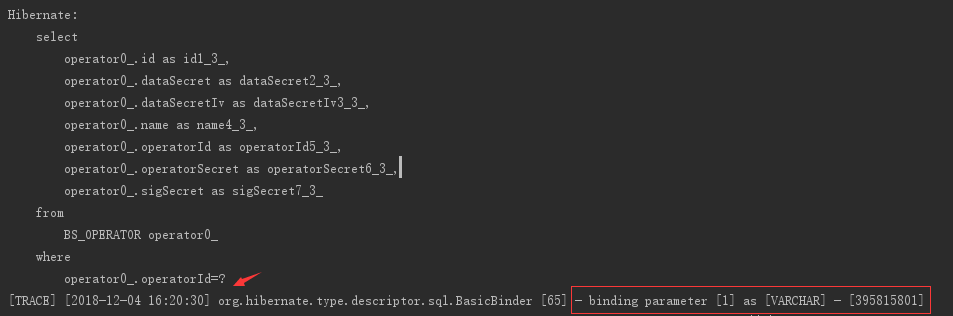 Hibernate:
select
operator0_.id as id1_3_,
operator0_.dataSecret as dataSecret2_3_,
operator0_.dataSecretIv as dataSecretIv3_3_,
operator0_.name as name4_3_,
operator0_.operatorId as operatorId5_3_,
operator0_.operatorSecret as operatorSecret6_3_,
operator0_.sigSecret as sigSecret7_3_
from
BS_OPERATOR operator0_
where
operator0_.operatorId=?
[TRACE] [2018-12-04 16:20:30] org.hibernate.type.descriptor.sql.BasicBinder [65] - binding parameter [1] as [VARCHAR] - [395815801]